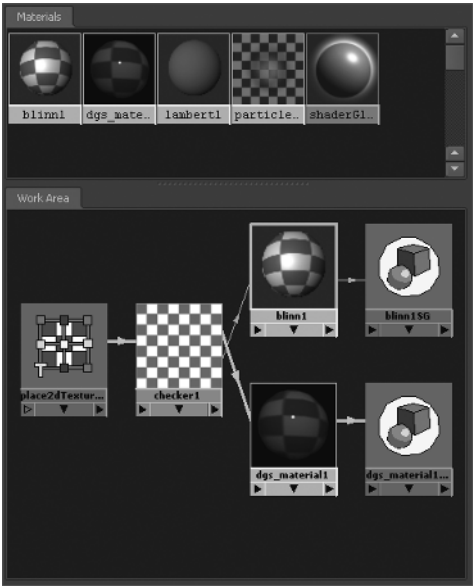 Materials
blinn1
dgs_mate..
lambert1
particle..
shaderGl..
Work Area
blinn1
blinn1SG
place2dTextur...
checker1
dgs_material1
dgs_material1...